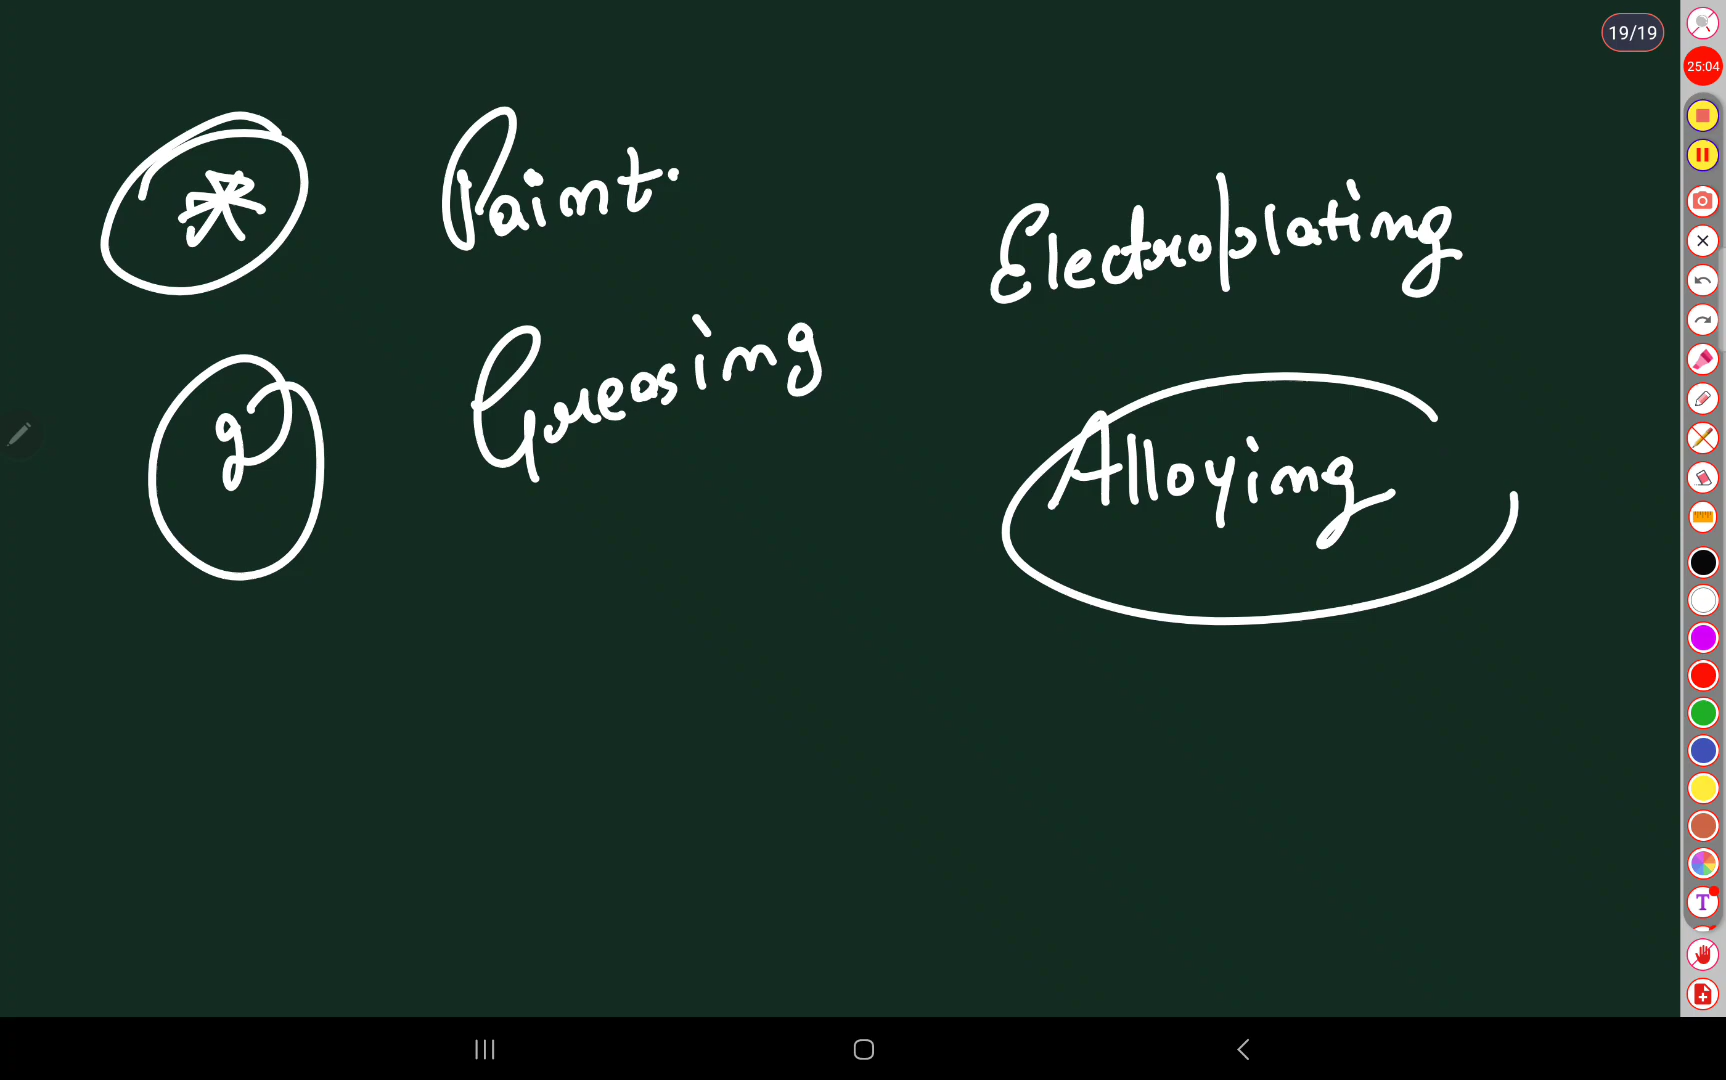 19/19
25:04
* Paint.
Electroplating
g Greasing
Alloying
T